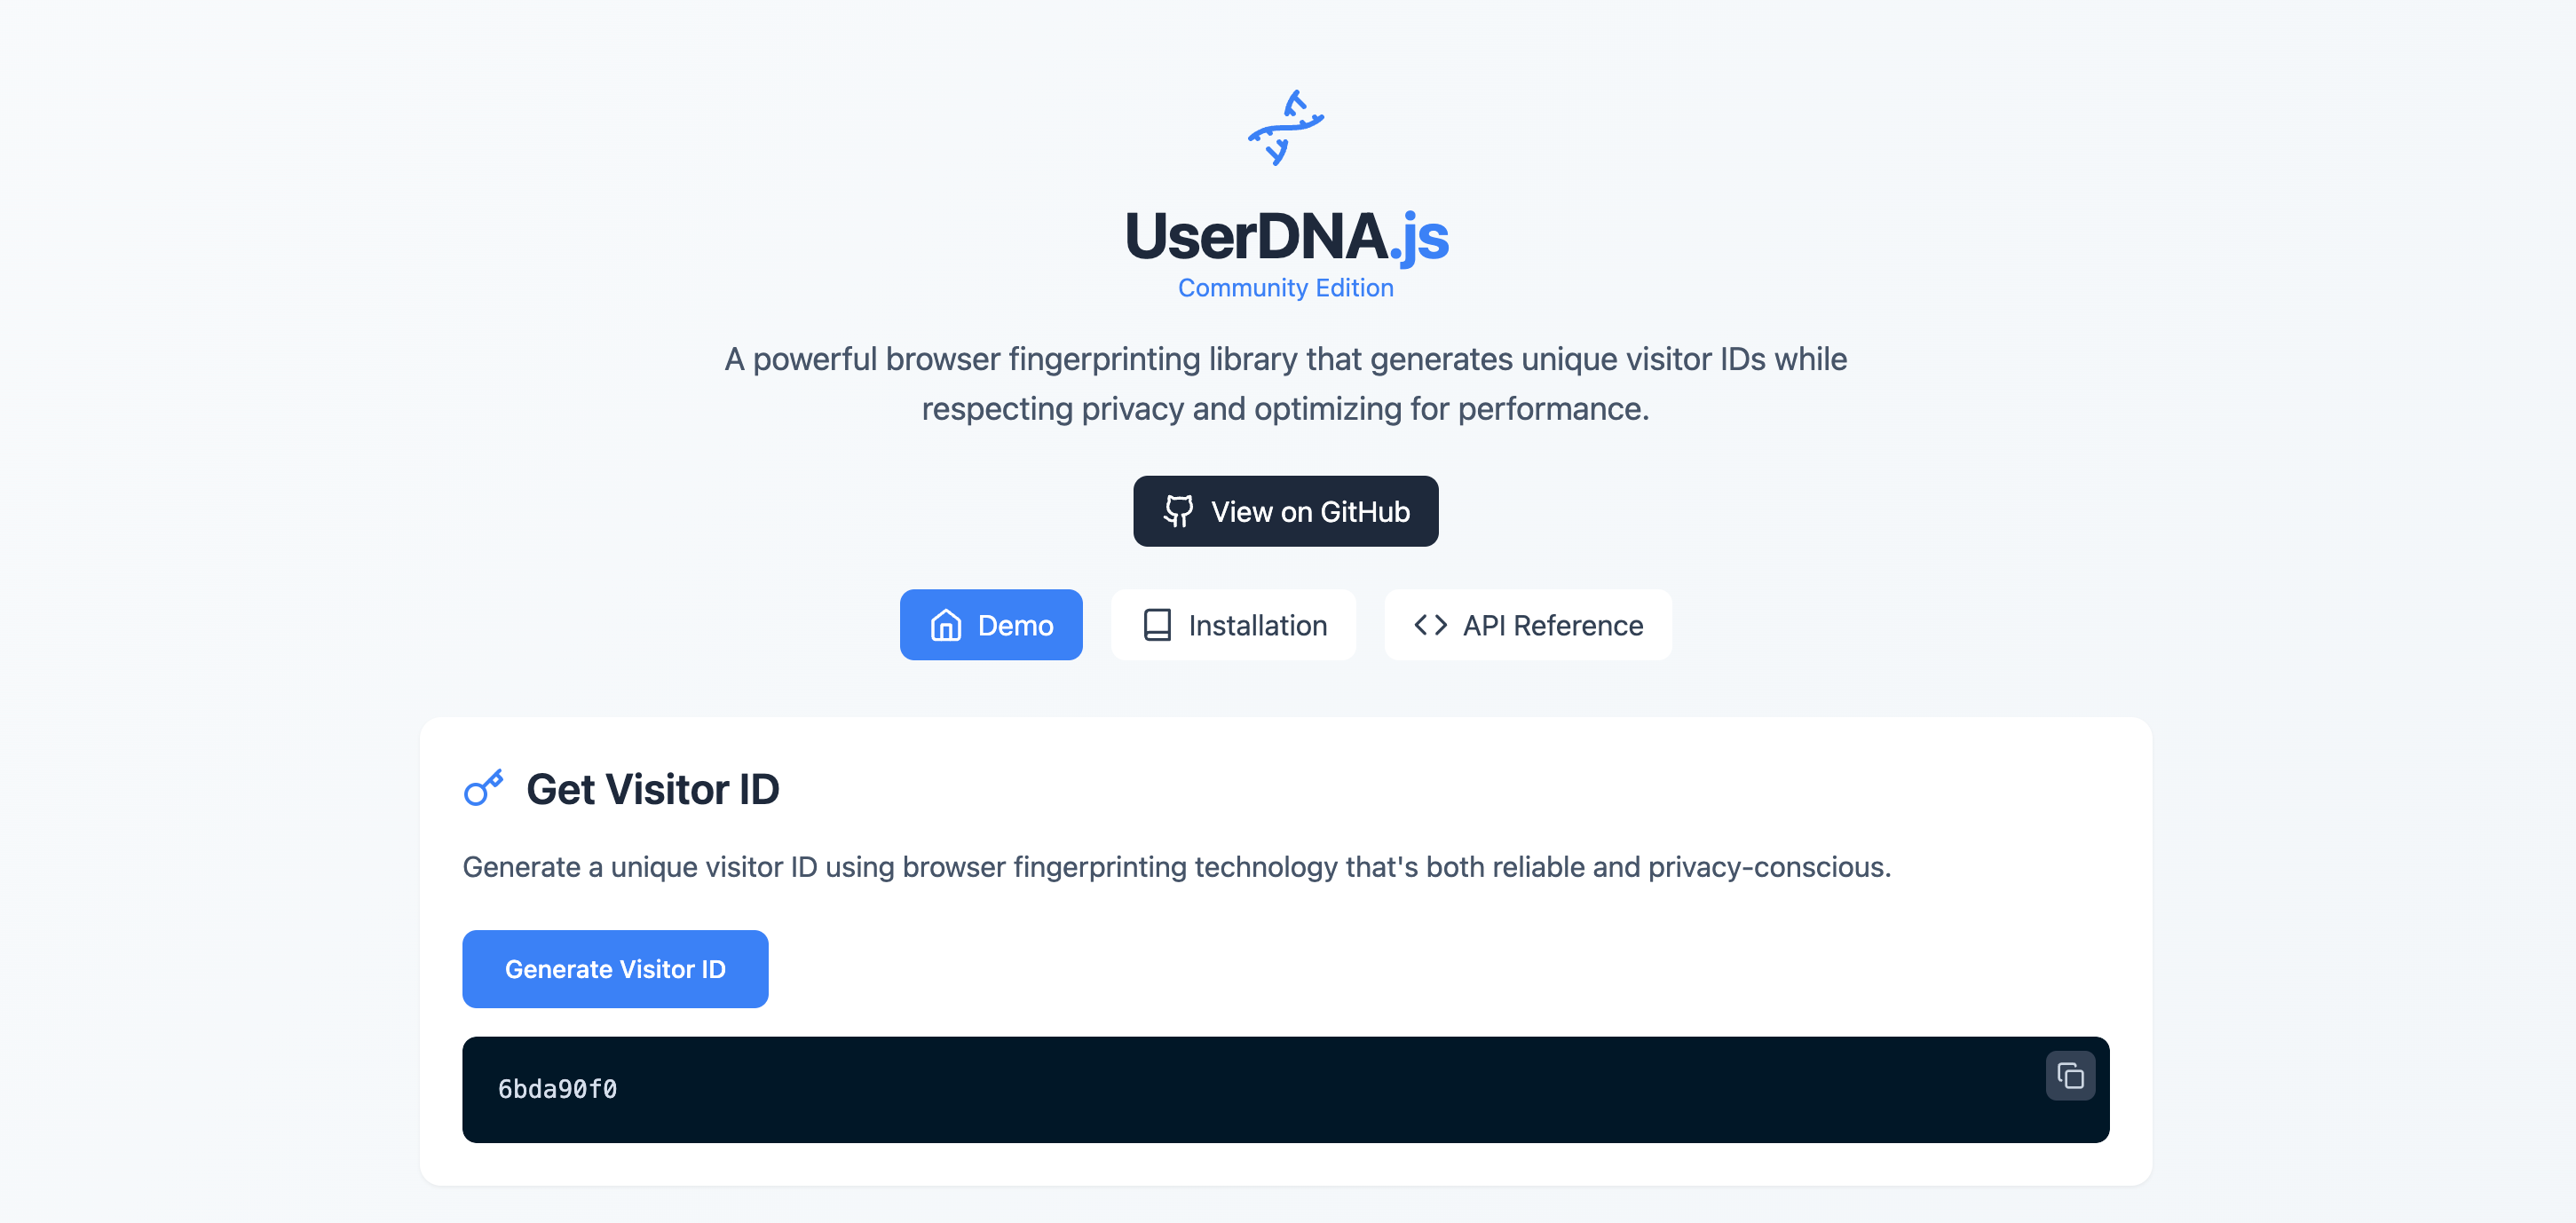 UserDNA.js
Community Edition
A powerful browser fingerprinting library that generates unique visitor IDs while
respecting privacy and optimizing for performance.
View on GitHub
Demo
Installation
API Reference
Get Visitor ID
Generate a unique visitor ID using browser fingerprinting technology that's both reliable and privacy-conscious.
Generate Visitor ID
6bda90f0